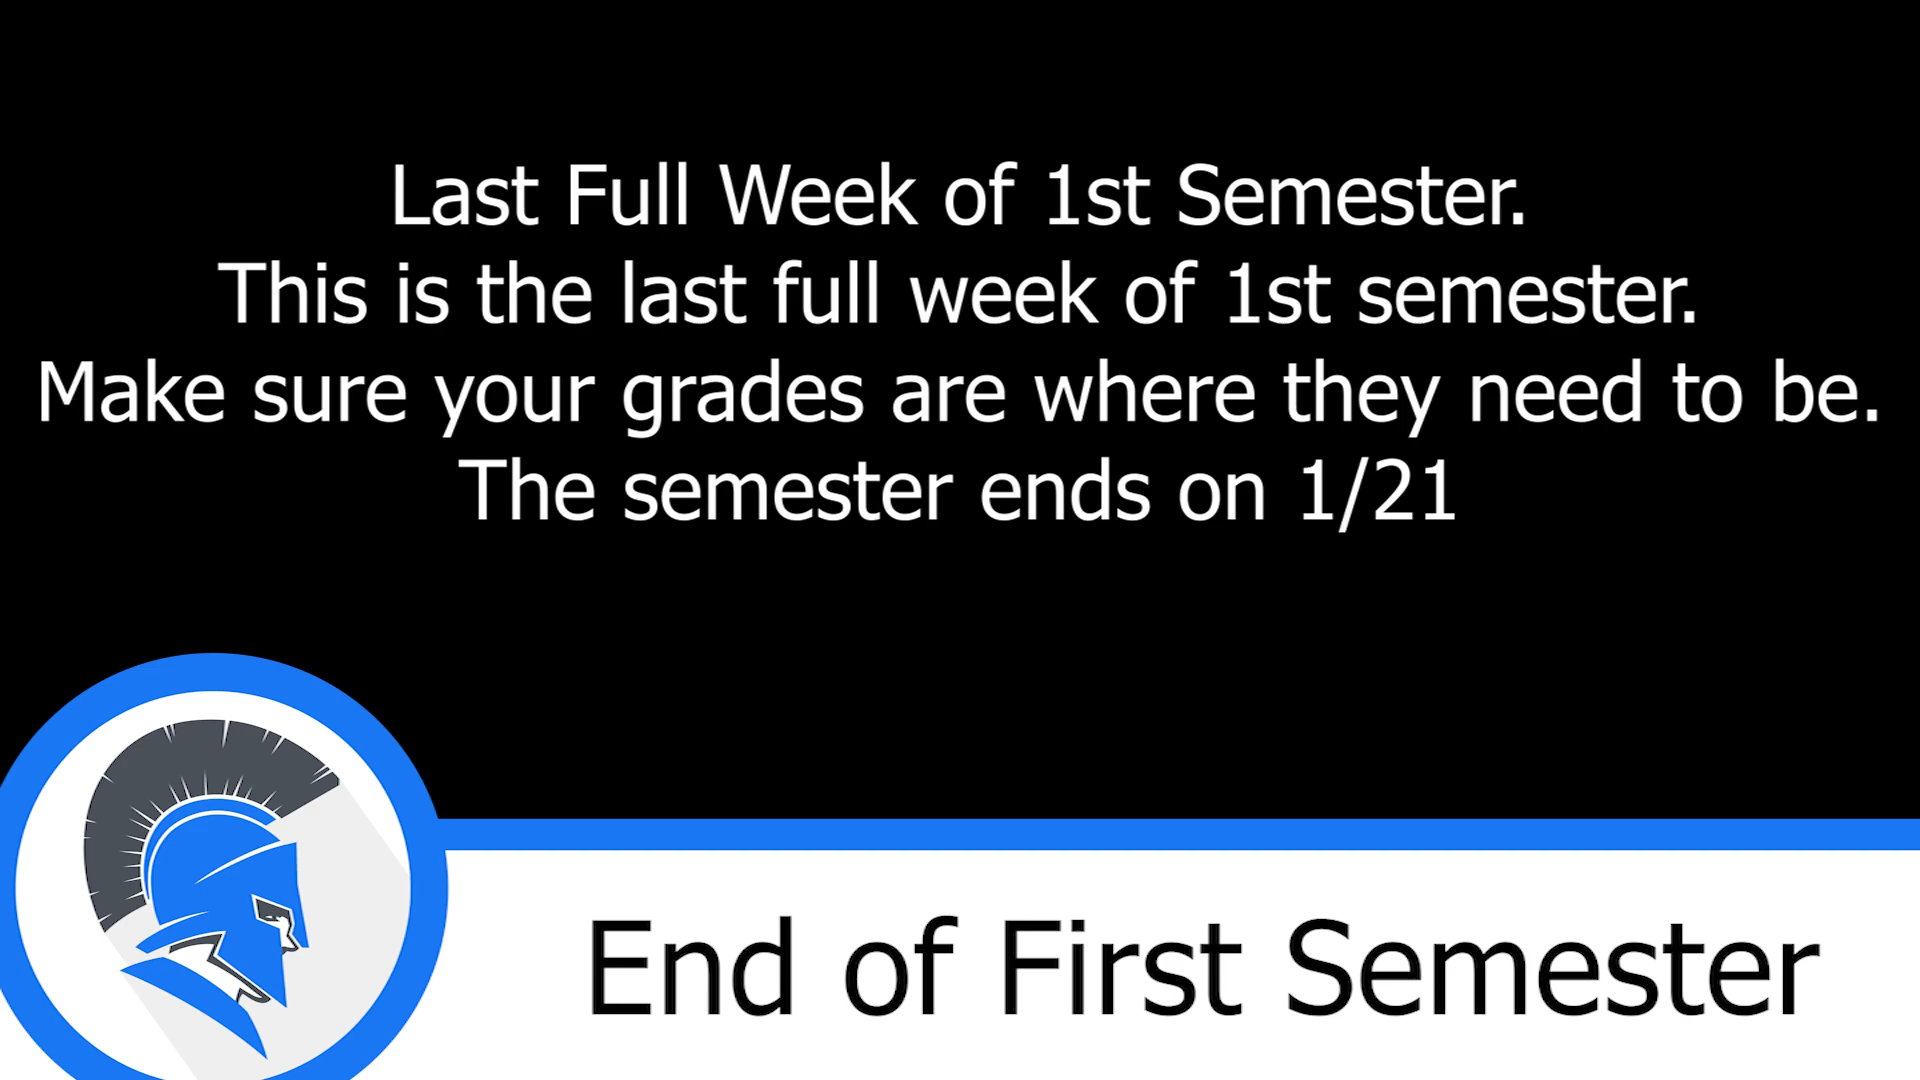 Last Full Week of 1st Semester.
This is the last full week of 1st semester.
Make sure your grades are where they need to be.
The semester ends on 1/21
End of First Semester